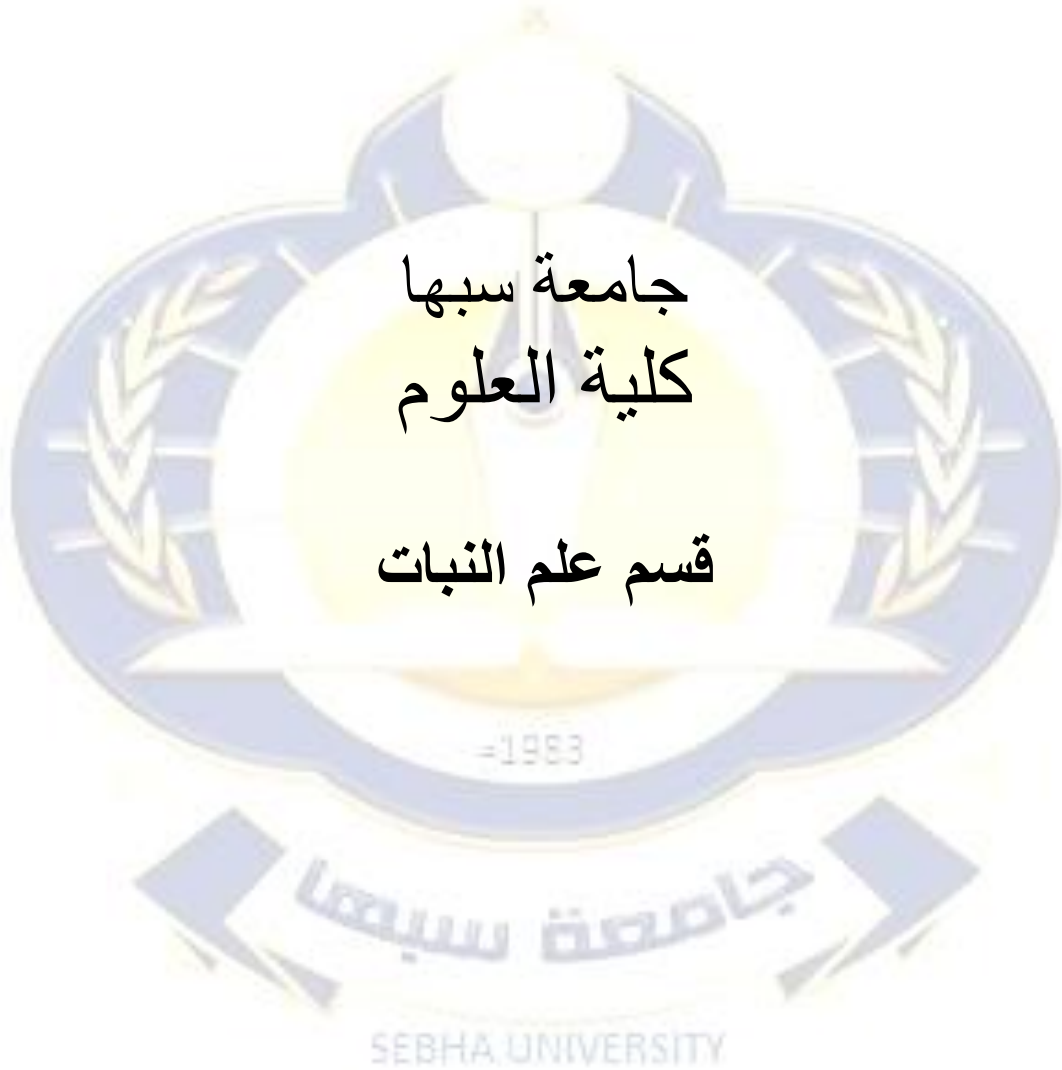 جامعة سبها
كلية العلوم
قسم علم النبات
-1983
جامعة سبها
SEBHA UNIVERSITY